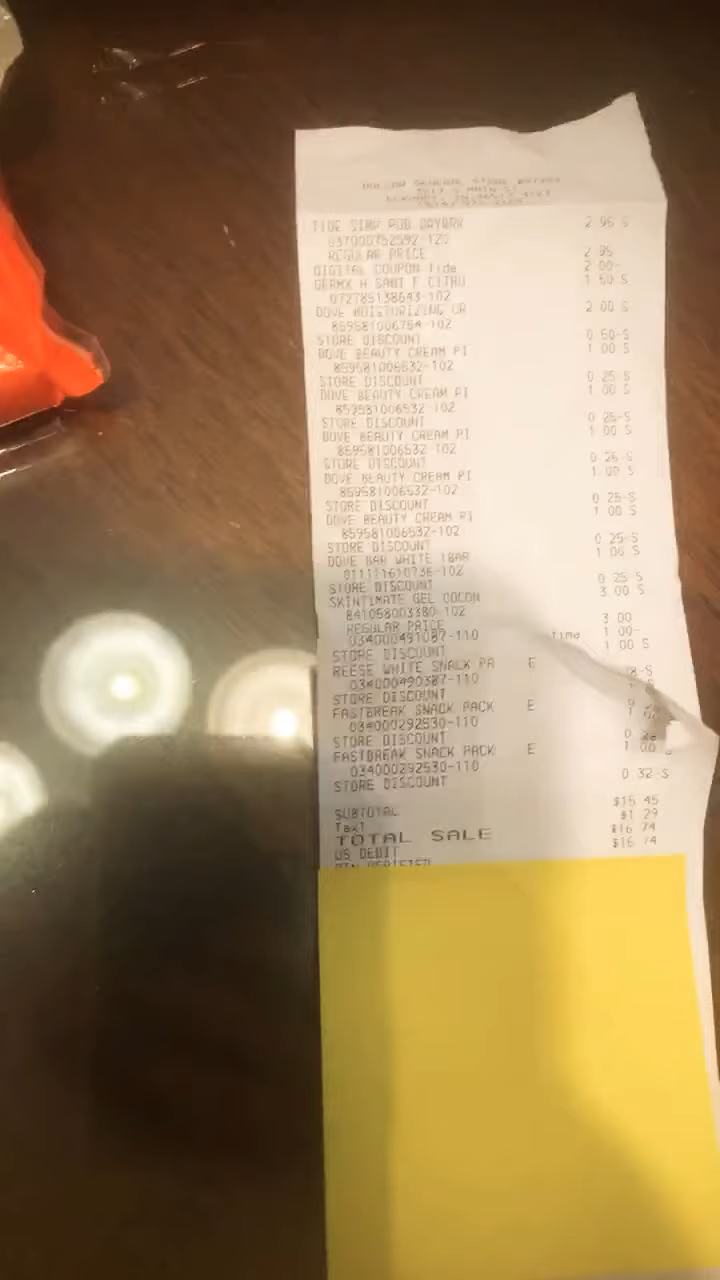 TIDE SIMP POD DAYBRK 2.95 S
037000752592-120
REGULAR PRICE 2.95
DIGITAL COUPON Tide 2.00-
GERMX H SANIT F CITRU 1.50 S
072785138643-102
DOVE MOISTURIZING CR 2.00 S
859581006754-102
STORE DISCOUNT 0.50-S
DOVE BEAUTY CREAM PI 1.00 S
859581006532-102
STORE DISCOUNT 0.25-S
DOVE BEAUTY CREAM PI 1.00 S
859581006532-102
STORE DISCOUNT 0.25-S
DOVE BEAUTY CREAM PI 1.00 S
859581006532-102
STORE DISCOUNT 0.25-S
DOVE BEAUTY CREAM PI 1.00 S
859581006532-102
STORE DISCOUNT 0.25-S
DOVE BEAUTY CREAM PI 1.00 S
859581006532-102
STORE DISCOUNT 0.25-S
DOVE BAR WHITE 1BAR 1.00 S
011111610736-102
STORE DISCOUNT 0.25 S
SKINTIMATE GEL COCON 3.00 S
841058003380-102
REGULAR PRICE 3.00
034000491087-110 1.00-
STORE DISCOUNT 1.00 S
REESE WHITE SNACK PA E
034000490387-110
STORE DISCOUNT
FASTBREAK SNACK PACK E
034000292530-110
STORE DISCOUNT
FASTBREAK SNACK PACK E 1.00
034000292530-110
STORE DISCOUNT 0.32-S
SUBTOTAL $15.45
Tax1 $1.29
TOTAL SALE $16.74
US DEBIT $16.74